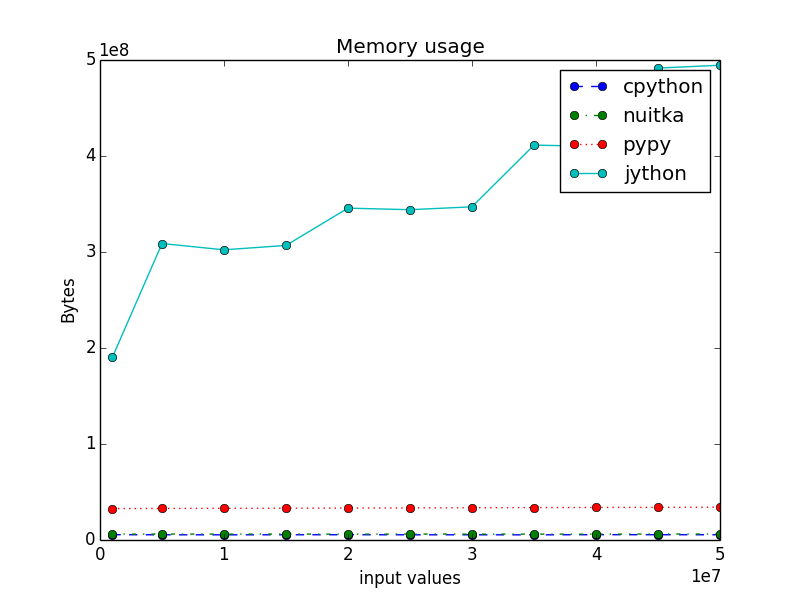 Memory usage
1e8
5
4
3
2
1
0
Bytes
cpython
nuitka
pypy
jython
0 1 2 3 4 5
input values
1e7